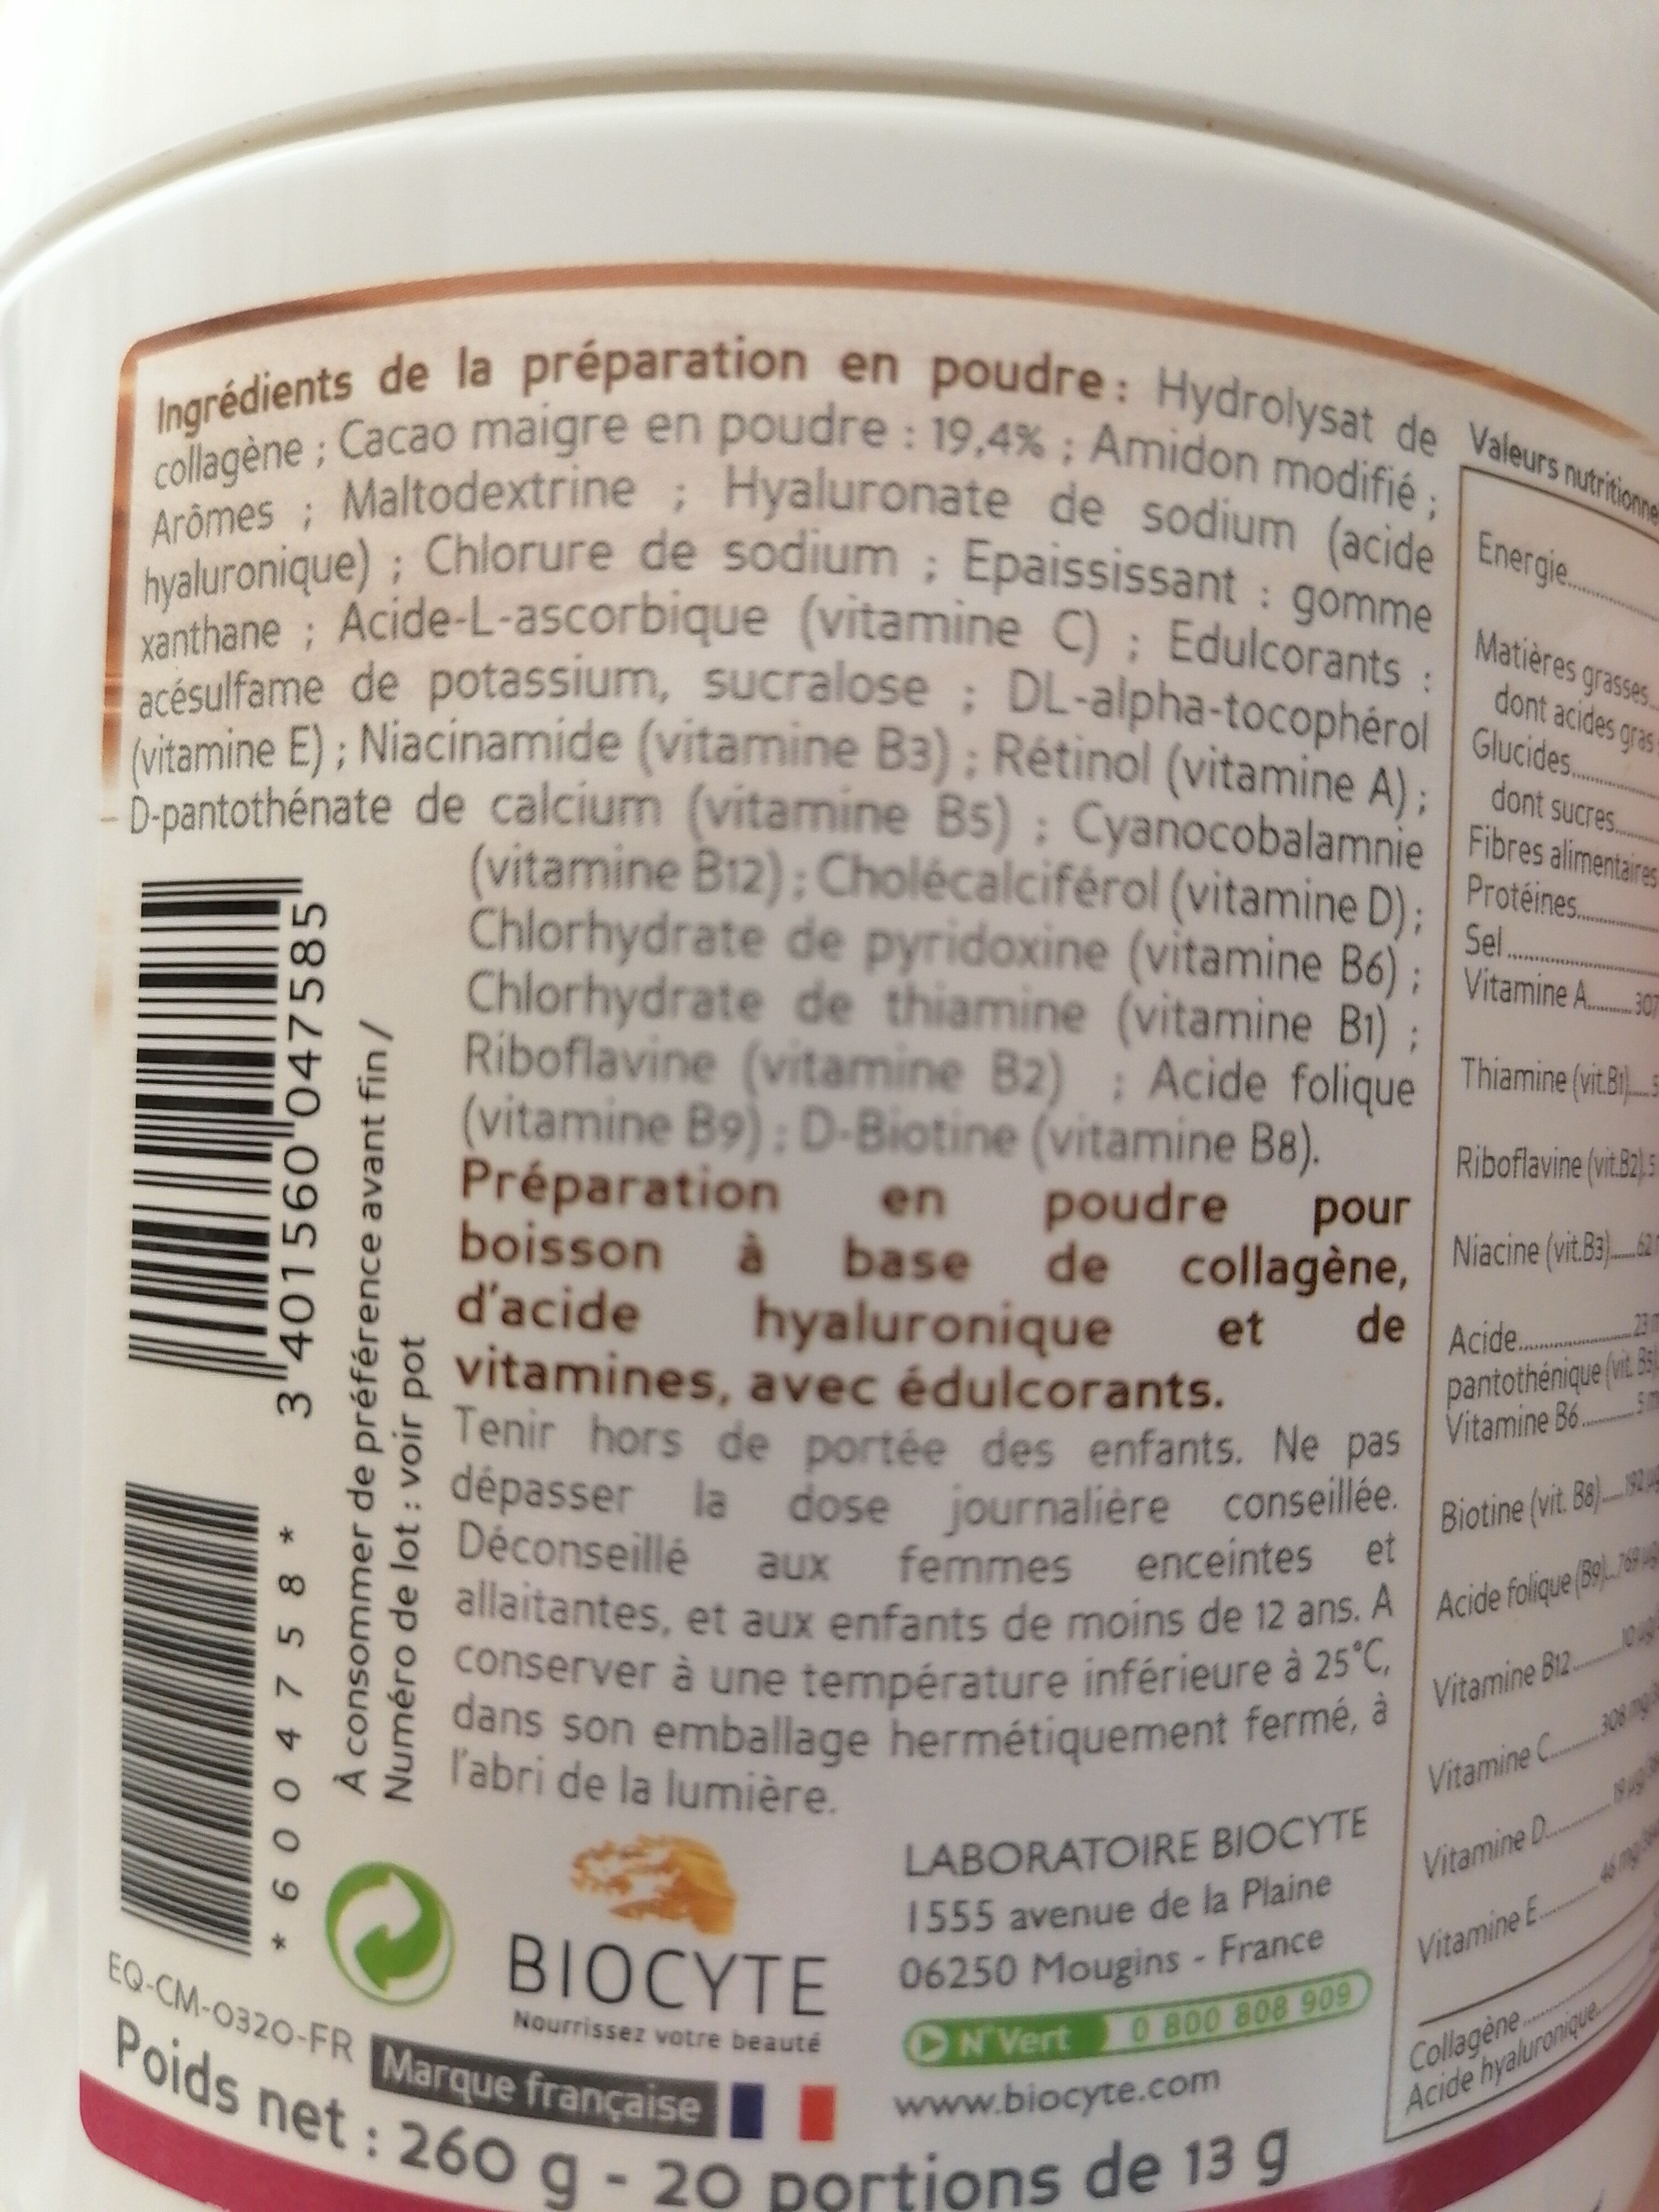 Ingrédients de la préparation en poudre : Hydrolysat de
collagène ; Cacao maigre en poudre : 19,4% ; Amidon modifié ;
Arômes ; Maltodextrine ; Hyaluronate de sodium (acide
hyaluronique) ; Chlorure de sodium ; Epaississant : gomme
xanthane ; Acide-L-ascorbique (vitamine C) ; Edulcorants :
acésulfame de potassium, sucralose ; DL-alpha-tocophérol
(vitamine E) ; Niacinamide (vitamine B3) ; Rétinol (vitamine A) ;
D-pantothénate de calcium (vitamine B5) ; Cyanocobalamnie
(vitamine B12) ; Cholécalciférol (vitamine D) ;
Chlorhydrate de pyridoxine (vitamine B6) ;
Chlorhydrate de thiamine (vitamine B1) ;
Riboflavine (vitamine B2) ; Acide folique
(vitamine B9) ; D-Biotine (vitamine B8).
Préparation en poudre pour
boisson à base de collagène,
d'acide hyaluronique et de
vitamines, avec édulcorants.
Tenir hors de portée des enfants. Ne pas
dépasser la dose journalière conseillée.
Déconseillé aux femmes enceintes et
allaitantes, et aux enfants de moins de 12 ans. A
conserver à une température inférieure à 25°C,
dans son emballage hermétiquement fermé, à
l'abri de la lumière.
3 401560 047585
*6004758*
À consommer de préférence avant fin /
Numéro de lot : voir pot
BIOCYTE
Nourrissez votre beauté
LABORATOIRE BIOCYTE
1555 avenue de la Plaine
06250 Mougins - France
N°Vert 0 800 808 909
www.biocyte.com
EQ-CM-0320-FR
Marque française
Poids net : 260 g - 20 portions de 13 g
Valeurs
Energie
Matières grasses
dont acides gras
Glucides
dont sucres
Fibres alimentaires
Protéines
Sel
Vitamine A
Thiamine (vit.B1)
Riboflavine (vit.B2)
Niacine (vit.B3)
Acide
pantothénique (vit. B5)
Vitamine B6
Biotine (vit. B8)
Acide folique (B9)
Vitamine B12
Vitamine C
Vitamine D
Vitamine E
Collagène
Acide hyaluronique